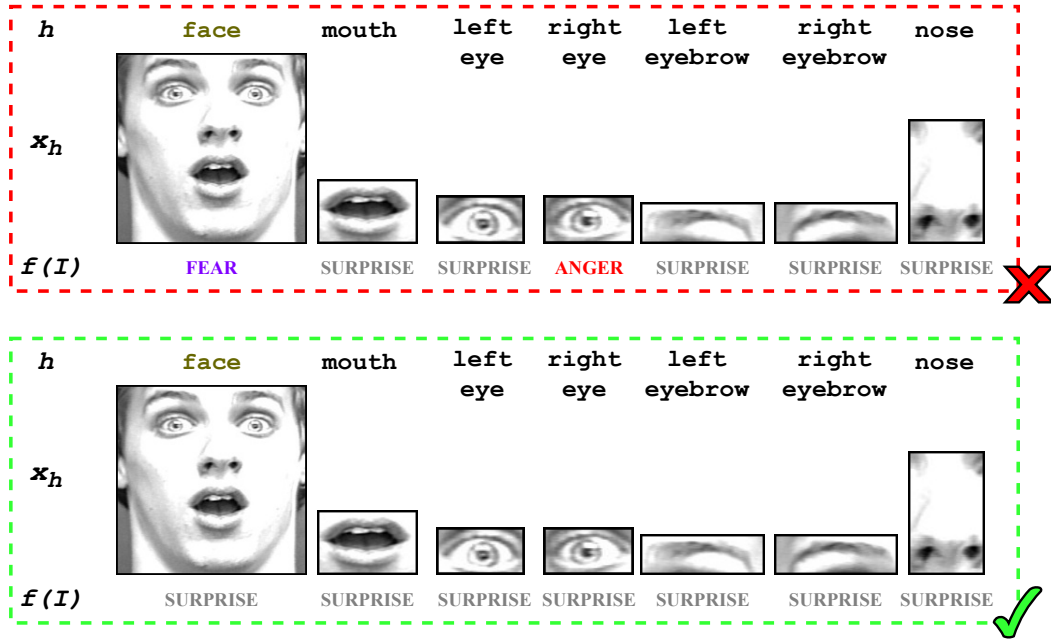 h face mouth left right left right nose
eye eye eyebrow eyebrow
x_h
f(I) FEAR SURPRISE SURPRISE ANGER SURPRISE SURPRISE SURPRISE
h face mouth left right left right nose
eye eye eyebrow eyebrow
x_h
f(I) SURPRISE SURPRISE SURPRISE SURPRISE SURPRISE SURPRISE SURPRISE